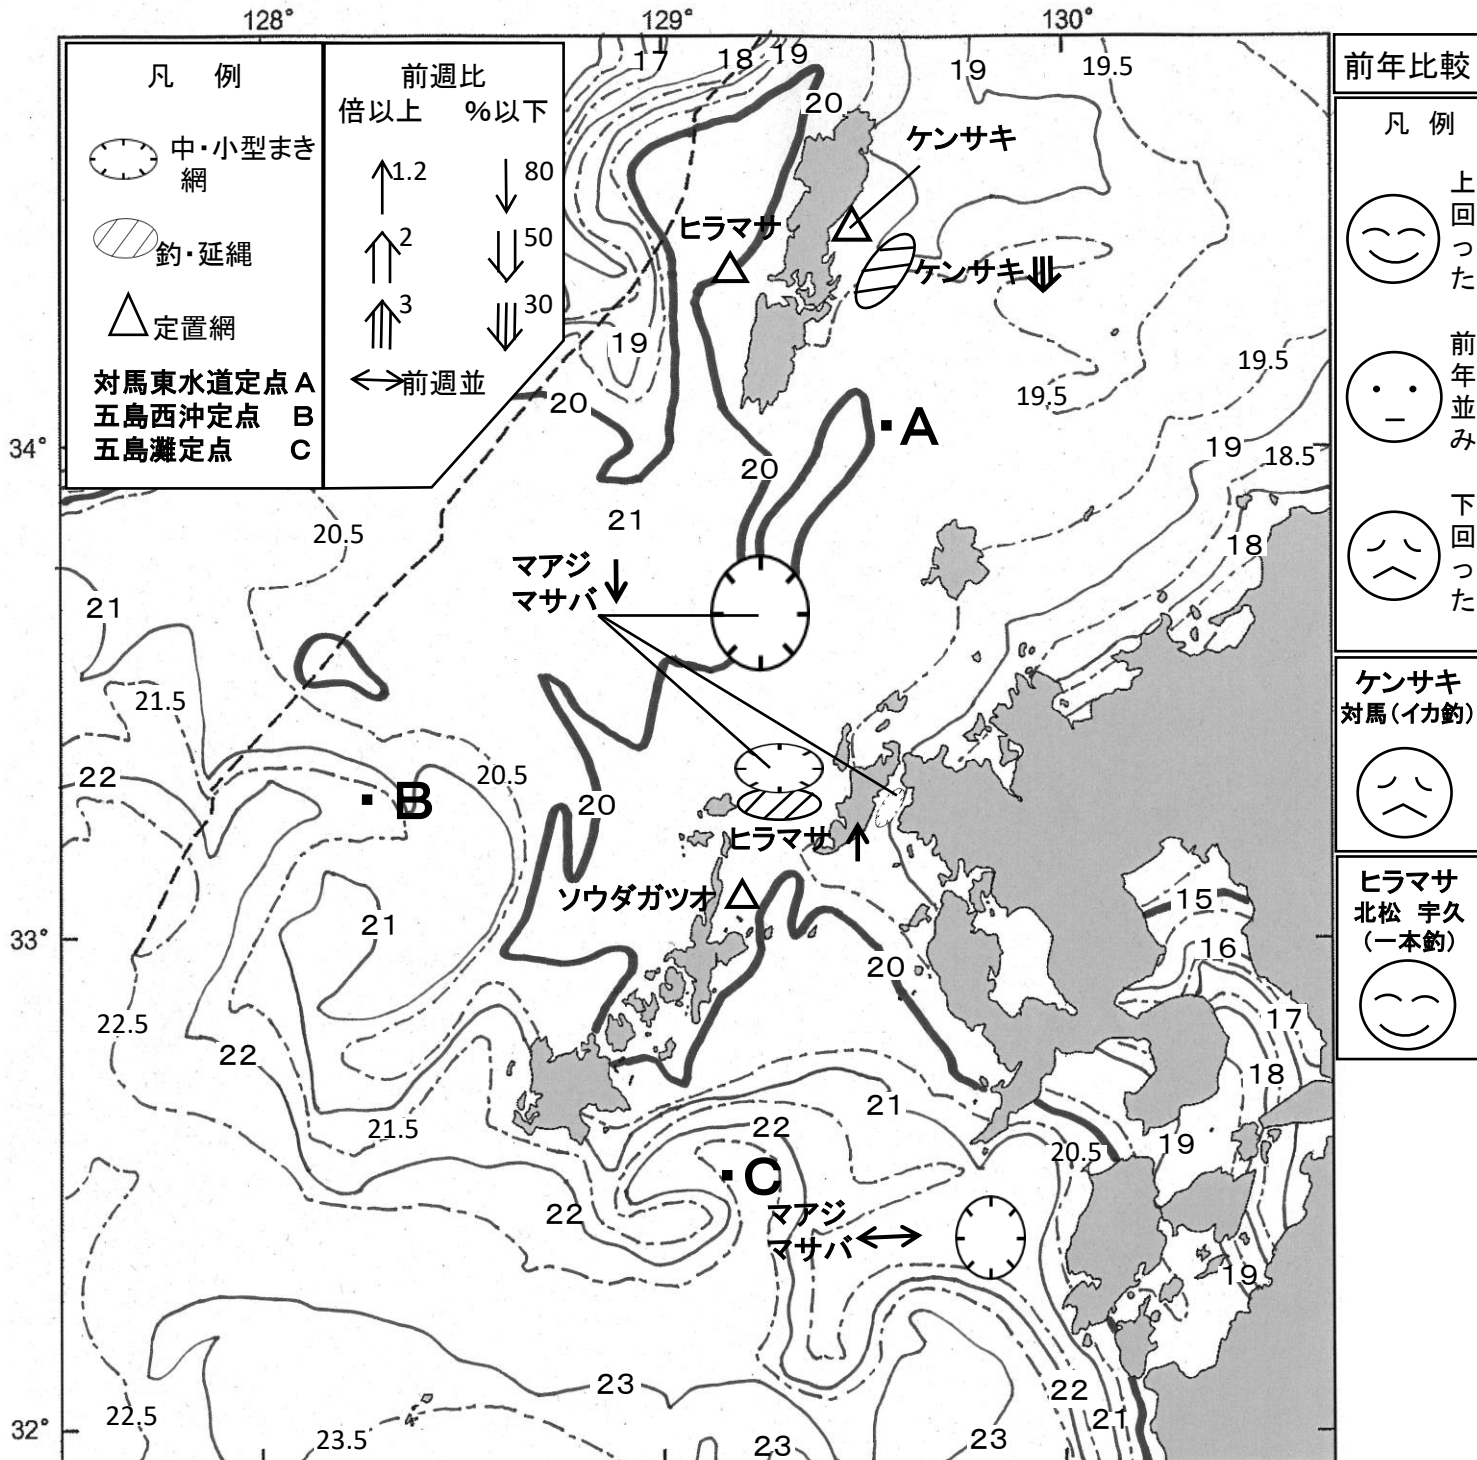 128°
129°
130°
凡 例
中・小型まき
網
釣・延縄
定置網
対馬東水道定点 A
五島西沖定点 B
五島灘定点 C
前週比
倍以上 %以下
1.2 80
2 50
3 30
前週並
17
18
19
20
19
19.5
ケンサキ
ヒラマサ
ケンサキ
19
20
19.5
19.5
34°
A
20
19
18.5
20.5
21
18
マアジ
マサバ
21
21.5
22
20.5
B
20
ヒラマサ
ソウダガツオ
15
21
33°
20
16
22.5
17
22
18
21
22
21.5
20.5
19
C
22
マアジ
マサバ
19
23
22
22.5
21
32°
23.5
23
23
前年比較
凡 例
上回った
前年並み
下回った
ケンサキ
対馬(イカ釣)
ヒラマサ
北松 宇久
(一本釣)